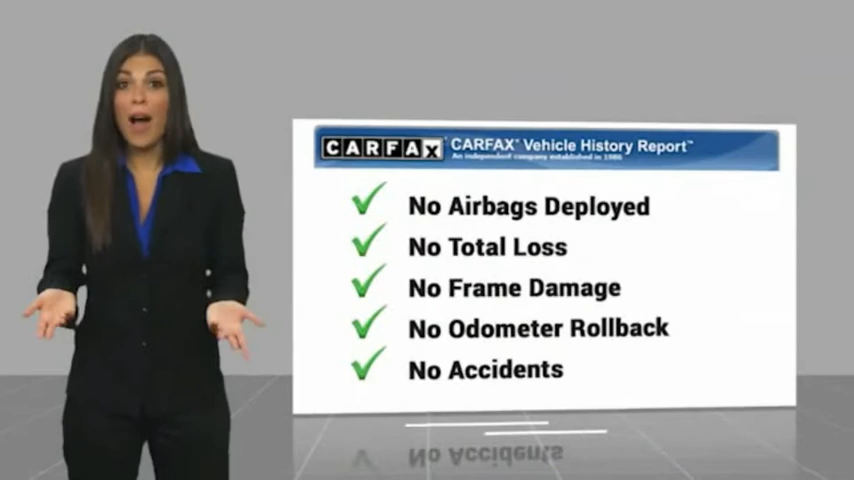 CARFAX CARFAX® Vehicle History Report™
An independent company established in 1986
No Airbags Deployed
No Total Loss
No Frame Damage
No Odometer Rollback
No Accidents
No Accidents